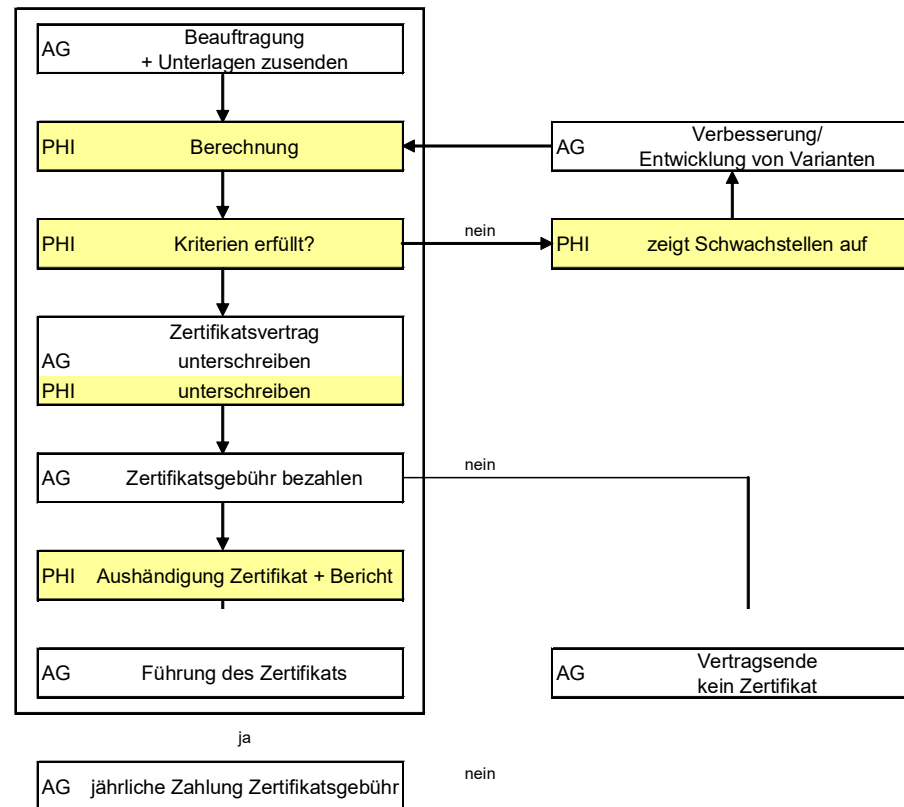 AG Beauftragung
+ Unterlagen zusenden
PHI Berechnung
AG Verbesserung/
Entwicklung von Varianten
PHI Kriterien erfüllt?
nein
PHI zeigt Schwachstellen auf
Zertifikatsvertrag
AG unterschreiben
PHI unterschreiben
AG Zertifikatsgebühr bezahlen
nein
PHI Aushändigung Zertifikat + Bericht
AG Führung des Zertifikats
AG Vertragsende
kein Zertifikat
ja
AG jährliche Zahlung Zertifikatsgebühr
nein